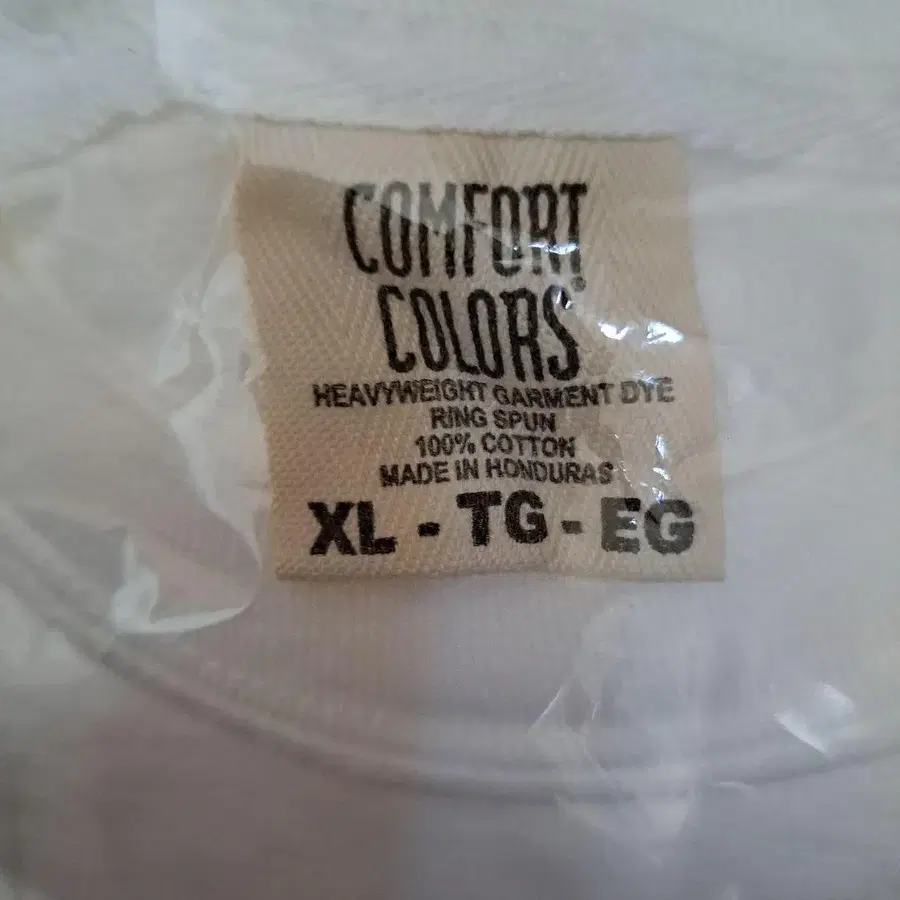 COMFORT
COLORS®
HEAVYWEIGHT GARMENT DYE
RING SPUN
100% COTTON
MADE IN HONDURAS
XL - TG - EG